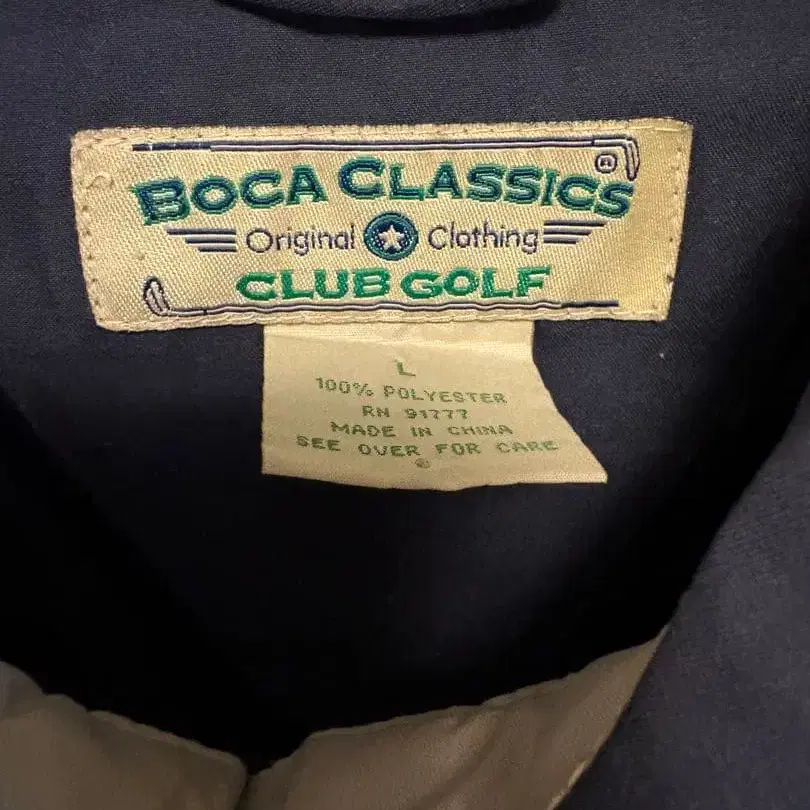 BOCA CLASSICS ®
Original Clothing
CLUB GOLF
L
100% POLYESTER
RN 91777
MADE IN CHINA
SEE OVER FOR CARE